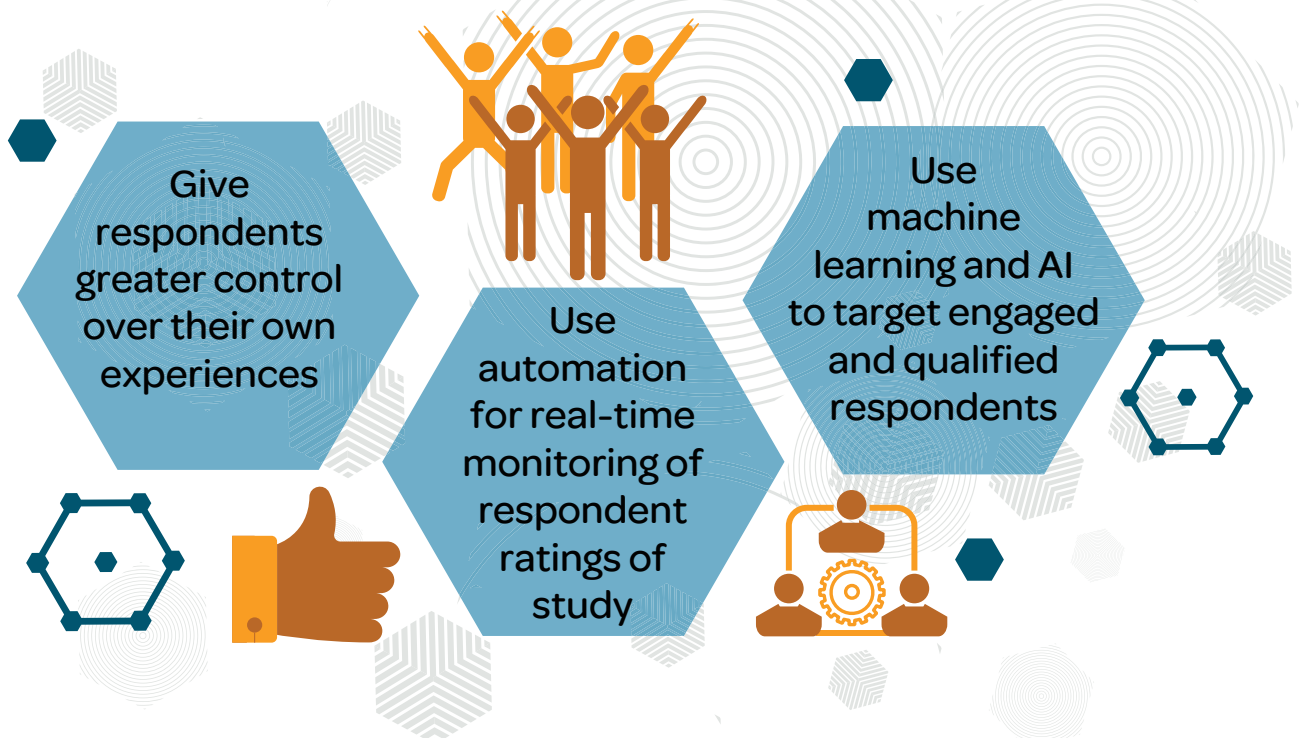 Give
respondents
greater control
over their own
experiences
Use
automation
for real-time
monitoring of
respondent
ratings of
study
Use
machine
learning and AI
to target engaged
and qualified
respondents